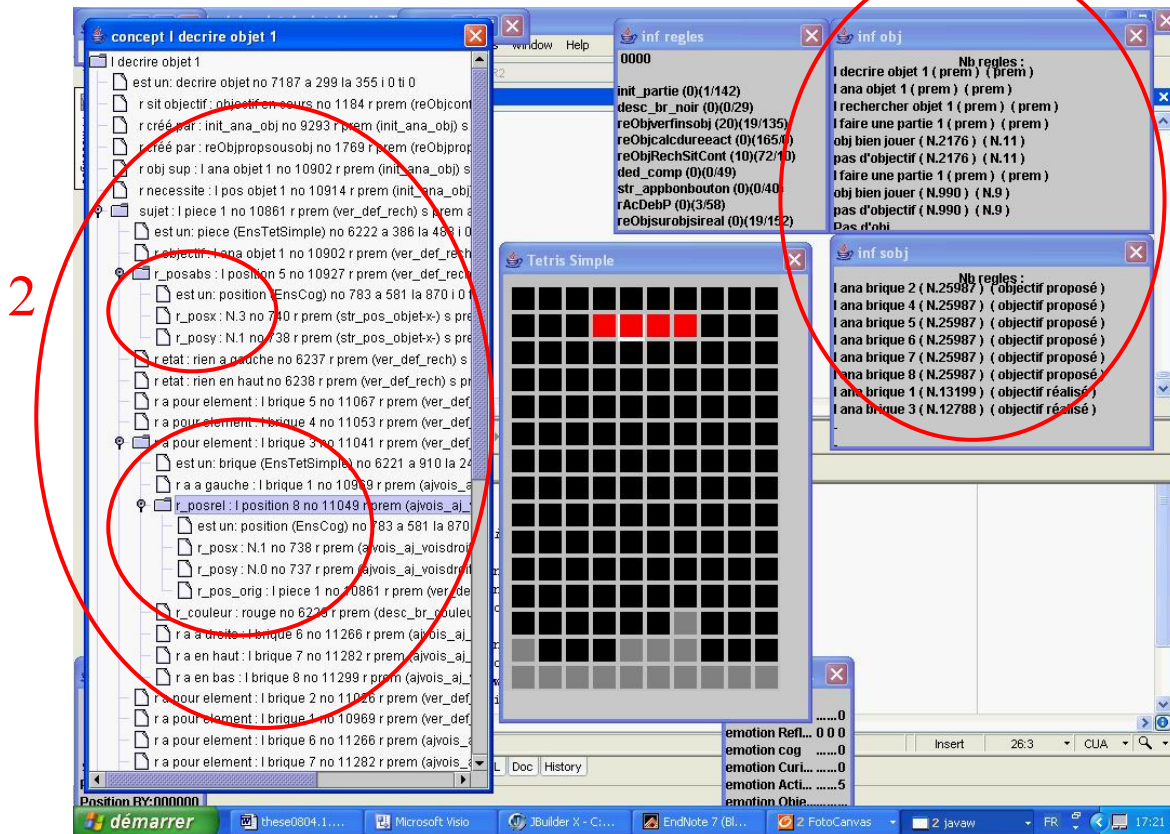 concept I decrire objet 1
I decrire objet 1
est un: decrire objet no 7187 a 299 la 355 i 0 ti 0
r sit objectif : objectif en cours no 1184 r prem (reObjcont
r créé par : init_ana_obj no 9293 r prem (init_ana_obj) s
r créé par : reObjpropsousobj no 1769 r prem (reObjprop
r obj sup : I ana objet 1 no 10902 r prem (init_ana_obj) s
r necessite : I pos objet 1 no 10914 r prem (init_ana_obj)
sujet : I piece 1 no 10861 r prem (ver_def_rech) s prem a
est un: piece (EnsTetSimple) no 6222 a 386 la 488 i 0
r objectif : I ana objet 1 no 10902 r prem (ver_def_rech
r_posabs : I position 5 no 10927 r prem (ver_def_rec
est un: position (EnsCog) no 783 a 581 la 870 i 0 t
r_posx : N.3 no 740 r prem (str_pos_objet-x-) s pre
r_posy : N.1 no 738 r prem (str_pos_objet-x-) s pre
r etat : rien a gauche no 6237 r prem (ver_def_rech) s
r etat : rien en haut no 6238 r prem (ver_def_rech) s pr
r a pour element : I brique 5 no 11067 r prem (ver_def
r a pour element : I brique 4 no 11053 r prem (ver_def
r a pour element : I brique 3 no 11041 r prem (ver_def
est un: brique (EnsTetSimple) no 6221 a 910 la 24
r a a gauche : I brique 1 no 10969 r prem (ajvois_a
r_posrel : I position 8 no 11049 r prem (ajvois_aj_
est un: position (EnsCog) no 783 a 581 la 870
r_posx : N.1 no 738 r prem (ajvois_aj_voisdroi
r_posy : N.0 no 737 r prem (ajvois_aj_voisdroi
r_pos_orig : I piece 1 no 10861 r prem (ver_de
r_couleur : rouge no 6229 r prem (desc_br_couleu
r a a droite : I brique 6 no 11266 r prem (ajvois_aj_
r a en haut : I brique 7 no 11282 r prem (ajvois_aj_
r a en bas : I brique 8 no 11299 r prem (ajvois_aj_
r a pour element : I brique 2 no 11026 r prem (ver_def_
r a pour element : I brique 1 no 10969 r prem (ver_def_
r a pour element : I brique 6 no 11266 r prem (ajvois_a
r a pour element : I brique 7 no 11282 r prem (ajvois_a
2
Window Help
inf regles
0000
init_partie (0)(1/142)
desc_br_noir (0)(0/29)
reObjverfinsobj (20)(19/135)
reObjcalcdureeact (0)(165/0)
reObjRechSitCont (10)(72/10)
ded_comp (0)(0/49)
str_appbonbouton (0)(0/40)
rAcDebP (0)(3/58)
reObjsurobjsireal (0)(19/152)
inf obj
Nb regles :
I decrire objet 1 ( prem ) ( prem )
I ana objet 1 ( prem ) ( prem )
I rechercher objet 1 ( prem ) ( prem )
I faire une partie 1 ( prem ) ( prem )
obj bien jouer ( N.2176 ) ( N.11 )
pas d'objectif ( N.2176 ) ( N.11 )
I faire une partie 1 ( prem ) ( prem )
obj bien jouer ( N.990 ) ( N.9 )
pas d'objectif ( N.990 ) ( N.9 )
Pas d'obj
inf sobj
Nb regles :
I ana brique 2 ( N.25987 ) ( objectif proposé )
I ana brique 4 ( N.25987 ) ( objectif proposé )
I ana brique 5 ( N.25987 ) ( objectif proposé )
I ana brique 6 ( N.25987 ) ( objectif proposé )
I ana brique 7 ( N.25987 ) ( objectif proposé )
I ana brique 8 ( N.25987 ) ( objectif proposé )
I ana brique 1 ( N.13199 ) ( objectif réalisé )
I ana brique 3 ( N.12788 ) ( objectif réalisé )
Tetris Simple
......0
emotion Refl... 0 0 0
emotion cog ......0
emotion Curi... ......0
emotion Acti... ......5
emotion Obje.........
Insert 26:3 CUA
Doc History
Position BY:000000
démarrer
these0804.1....
Microsoft Visio
JBuilder X - C:...
EndNote 7 (Bl...
2 FotoCanvas
2 javaw
FR
17:21